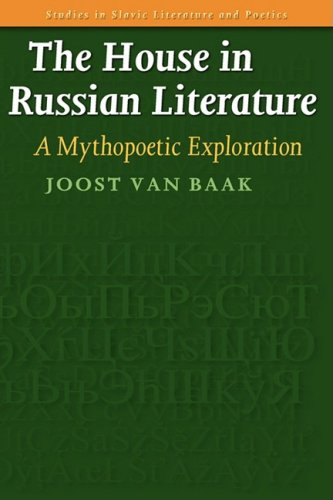 Studies in Slavic Literature and Poetics
The House in
Russian Literature
A Mythopoetic Exploration
JOOST VAN BAAK